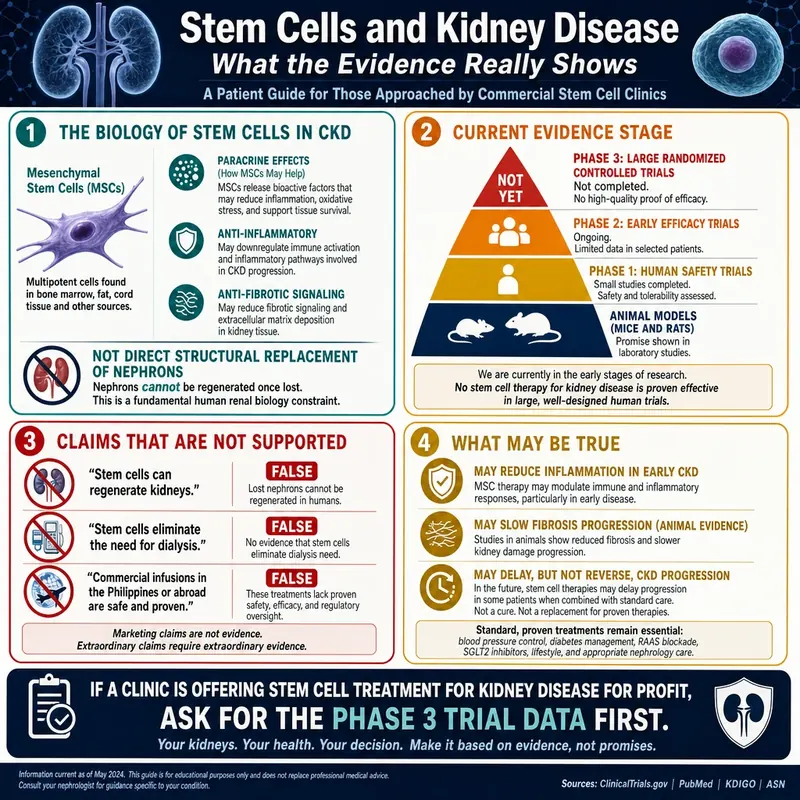 Stem Cells and Kidney Disease
What the Evidence Really Shows
A Patient Guide for Those Approached by Commercial Stem Cell Clinics
1 THE BIOLOGY OF STEM CELLS IN CKD
Mesenchymal
Stem Cells (MSCs)
Multipotent cells found
in bone marrow, fat, cord
tissue and other sources.
PARACRINE EFFECTS
(How MSCs May Help)
MSCs release bioactive factors that
may reduce inflammation, oxidative
stress, and support tissue survival.
ANTI-INFLAMMATORY
May downregulate immune activation
and inflammatory pathways involved
in CKD progression.
ANTI-FIBROTIC SIGNALING
May reduce fibrotic signaling and
extracellular matrix deposition
in kidney tissue.
NOT DIRECT STRUCTURAL REPLACEMENT
OF NEPHRONS
Nephrons cannot be regenerated once lost.
This is a fundamental human renal biology constraint.
2 CURRENT EVIDENCE STAGE
NOT
YET
PHASE 3: LARGE RANDOMIZED
CONTROLLED TRIALS
Not completed.
No high-quality proof of efficacy.
PHASE 2: EARLY EFFICACY TRIALS
Ongoing.
Limited data in selected patients.
PHASE 1: HUMAN SAFETY TRIALS
Small studies completed.
Safety and tolerability assessed.
ANIMAL MODELS
(MICE AND RATS)
Promise shown in
laboratory studies.
We are currently in the early stages of research.
No stem cell therapy for kidney disease is proven effective
in large, well-designed human trials.
3 CLAIMS THAT ARE NOT SUPPORTED
"Stem cells can
regenerate kidneys."
FALSE
Lost nephrons cannot be
regenerated in humans.
"Stem cells eliminate
the need for dialysis."
FALSE
No evidence that stem cells
eliminate dialysis need.
"Commercial infusions in
the Philippines or abroad
are safe and proven."
FALSE
These treatments lack proven
safety, efficacy, and regulatory
oversight.
Marketing claims are not evidence.
Extraordinary claims require extraordinary evidence.
4 WHAT MAY BE TRUE
MAY REDUCE INFLAMMATION IN EARLY CKD
MSC therapy may modulate immune and inflammatory
responses, particularly in early disease.
MAY SLOW FIBROSIS PROGRESSION (ANIMAL EVIDENCE)
Studies in animals show reduced fibrosis and slower
kidney damage progression.
MAY DELAY, BUT NOT REVERSE, CKD PROGRESSION
In the future, stem cell therapies may delay progression
in some patients when combined with standard care.
Not a cure. Not a replacement for proven therapies.
Standard, proven treatments remain essential:
blood pressure control, diabetes management, RAAS blockade,
SGLT2 inhibitors, lifestyle, and appropriate nephrology care.
IF A CLINIC IS OFFERING STEM CELL TREATMENT FOR KIDNEY DISEASE FOR PROFIT,
ASK FOR THE PHASE 3 TRIAL DATA FIRST.
Your kidneys. Your health. Your decision. Make it based on evidence, not promises.
Information current as of May 2024. This guide is for educational purposes only and does not replace professional medical advice.
Consult your nephrologist for guidance specific to your condition.
Sources: ClinicalTrials.gov | PubMed | KDIGO | ASN